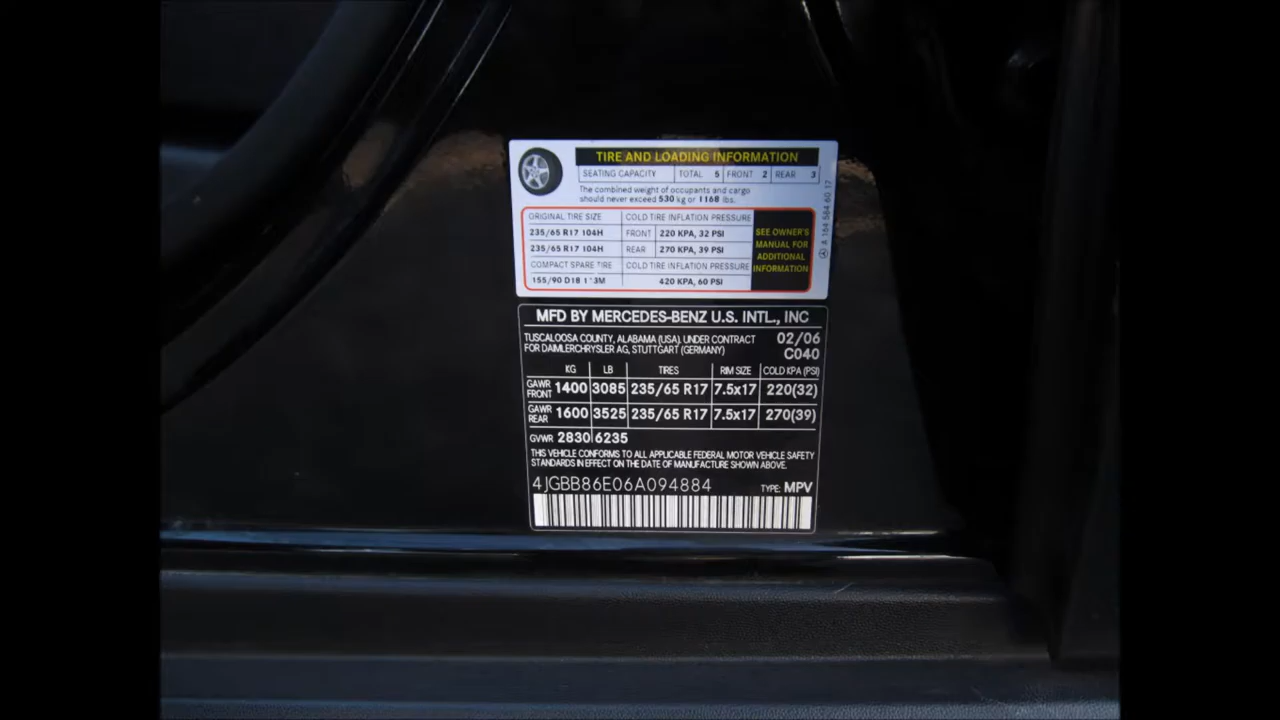 TIRE AND LOADING INFORMATION
SEATING CAPACITY TOTAL 5 FRONT 2 REAR 3
The combined weight of occupants and cargo
should never exceed 530 kg or 1168 lbs.
ORIGINAL TIRE SIZE COLD TIRE INFLATION PRESSURE
235/65 R17 104H FRONT 220 KPA, 32 PSI
235/65 R17 104H REAR 270 KPA, 39 PSI
COMPACT SPARE TIRE COLD TIRE INFLATION PRESSURE
155/90 D18 420 KPA, 60 PSI
SEE OWNER'S
MANUAL FOR
ADDITIONAL
INFORMATION
A 164 584 60 17
MFD BY MERCEDES-BENZ U.S. INTL., INC
TUSCALOOSA COUNTY, ALABAMA (USA). UNDER CONTRACT 02/06
FOR DAIMLERCHRYSLER AG, STUTTGART (GERMANY) C040
KG LB TIRES RIM SIZE COLD KPA (PSI)
GAWR FRONT 1400 3085 235/65 R17 7.5x17 220(32)
GAWR REAR 1600 3525 235/65 R17 7.5x17 270(39)
GVWR 2830 6235
THIS VEHICLE CONFORMS TO ALL APPLICABLE FEDERAL MOTOR VEHICLE SAFETY
STANDARDS IN EFFECT ON THE DATE OF MANUFACTURE SHOWN ABOVE.
4JGBB86E06A094884 TYPE: MPV